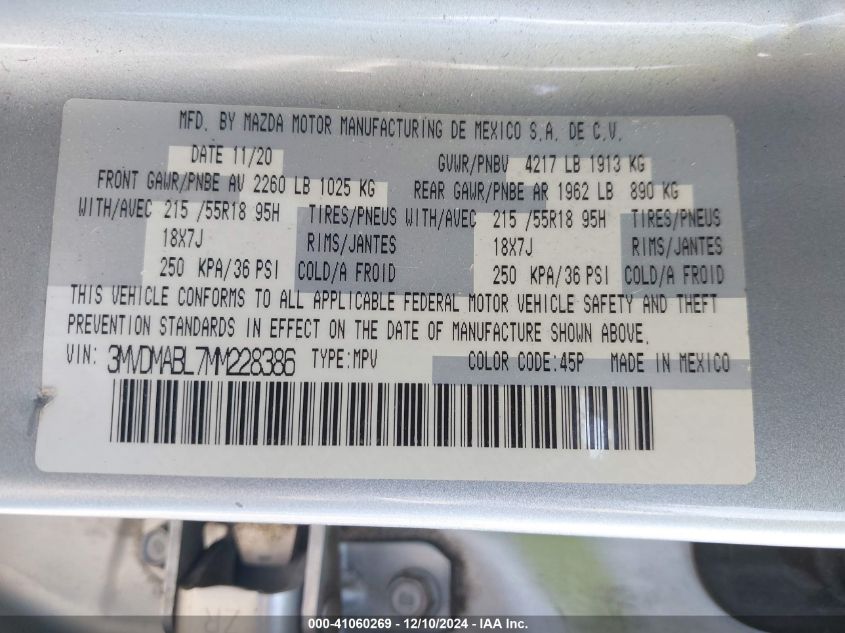 MFD. BY MAZDA MOTOR MANUFACTURING DE MEXICO S.A. DE C.V.
DATE 11/20 GVWR/PNBV 4217 LB 1913 KG
FRONT GAWR/PNBE AV 2260 LB 1025 KG REAR GAWR/PNBE AR 1962 LB 890 KG
WITH/AVEC 215 /55R18 95H TIRES/PNEUS WITH/AVEC 215 /55R18 95H TIRES/PNEUS
18X7J RIMS/JANTES 18X7J RIMS/JANTES
250 KPA/36 PSI COLD/A FROID 250 KPA/36 PSI COLD/A FROID
THIS VEHICLE CONFORMS TO ALL APPLICABLE FEDERAL MOTOR VEHICLE SAFETY AND THEFT
PREVENTION STANDARDS IN EFFECT ON THE DATE OF MANUFACTURE SHOWN ABOVE.
VIN: 3MVDMABL7MM228386 TYPE:MPV COLOR CODE:45P MADE IN MEXICO
ZR
000-41060269 - 12/10/2024 - IAA Inc.